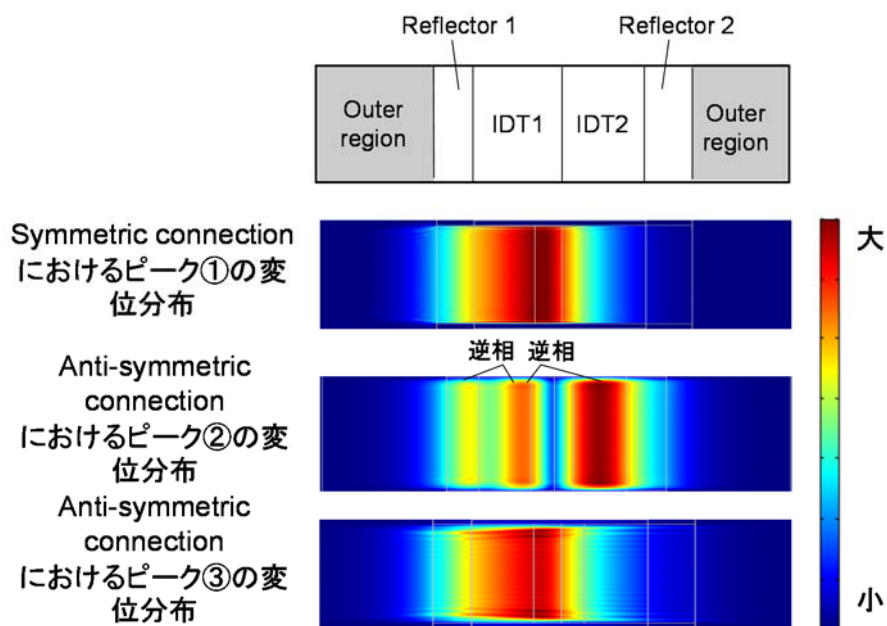 Reflector 1
Reflector 2
Outer
region
IDT1
IDT2
Outer
region
Symmetric connection
におけるピーク①の変
位分布
大
逆相
逆相
Anti-symmetric
connection
におけるピーク②の変
位分布
Anti-symmetric
connection
におけるピーク③の変
位分布
小